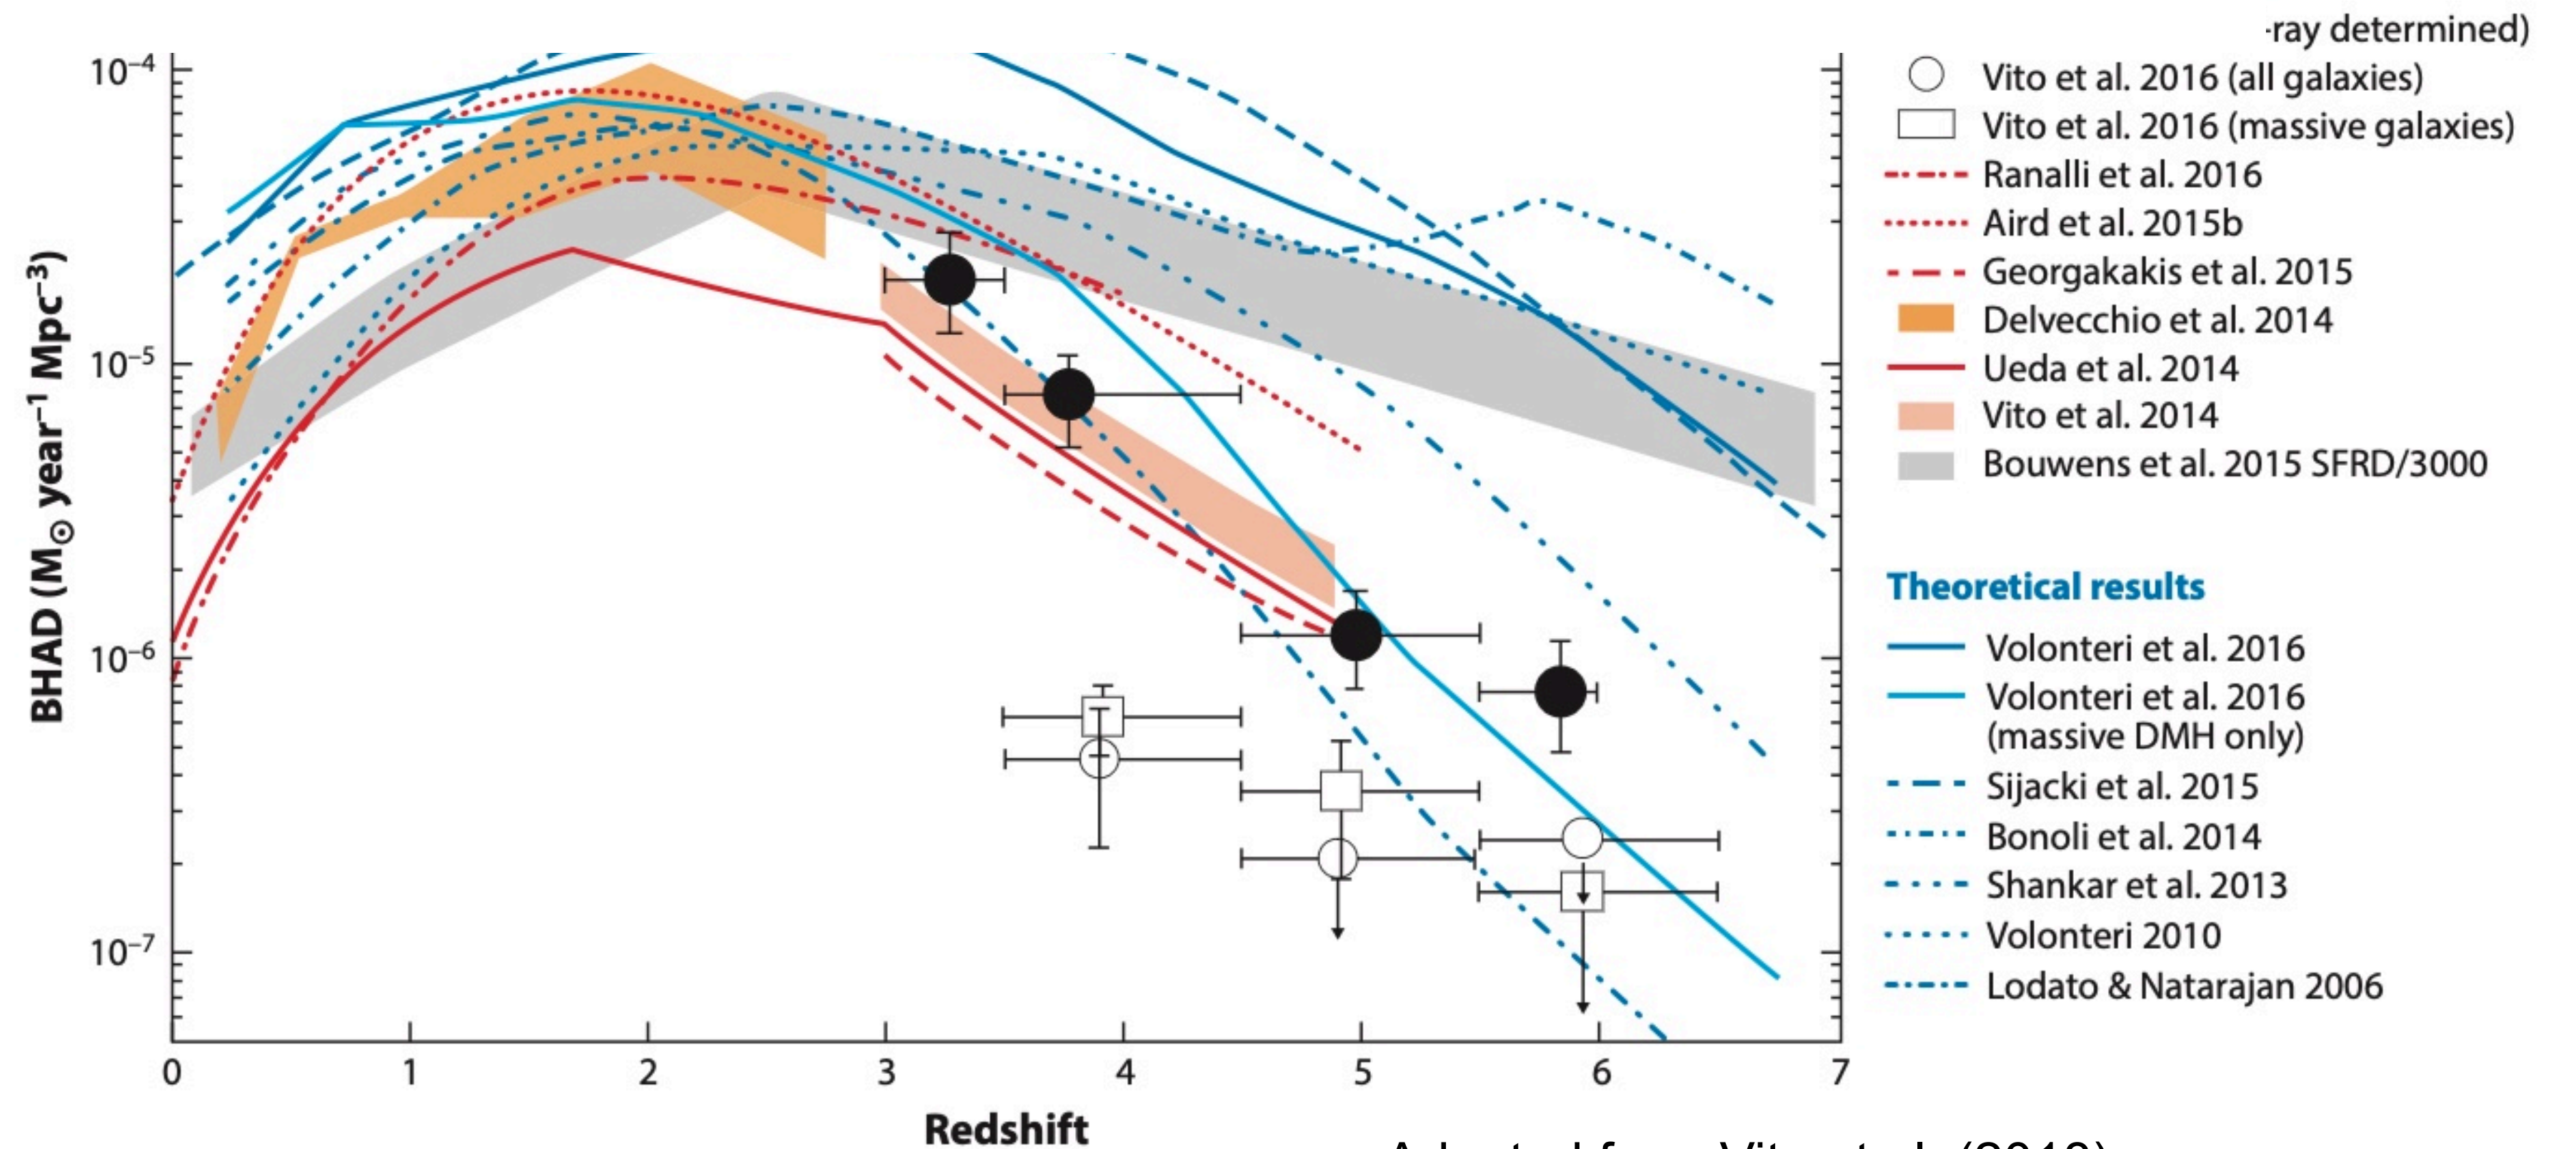 -ray determined)
Vito et al. 2016 (all galaxies)
Vito et al. 2016 (massive galaxies)
Ranalli et al. 2016
Aird et al. 2015b
Georgakakis et al. 2015
Delvecchio et al. 2014
Ueda et al. 2014
Vito et al. 2014
Bouwens et al. 2015 SFRD/3000
Theoretical results
Volonteri et al. 2016
Volonteri et al. 2016
(massive DMH only)
Sijacki et al. 2015
Bonoli et al. 2014
Shankar et al. 2013
Volonteri 2010
Lodato & Natarajan 2006
BHAD (M⊙ year⁻¹ Mpc⁻³)
10⁻⁴
10⁻⁵
10⁻⁶
10⁻⁷
0 1 2 3 4 5 6 7
Redshift